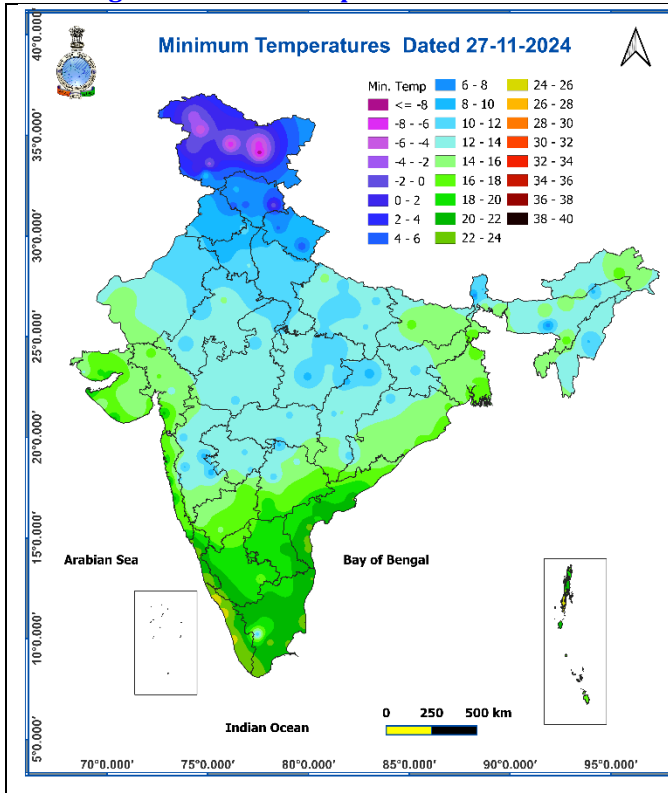 Minimum Temperatures Dated 27-11-2024
Min. Temp
<= -8
-8 - -6
-6 - -4
-4 - -2
-2 - 0
0 - 2
2 - 4
4 - 6
6 - 8
8 - 10
10 - 12
12 - 14
14 - 16
16 - 18
18 - 20
20 - 22
22 - 24
24 - 26
26 - 28
28 - 30
30 - 32
32 - 34
34 - 36
36 - 38
38 - 40
40°0.000'
35°0.000'
30°0.000'
25°0.000'
20°0.000'
15°0.000'
10°0.000'
5°0.000'
Arabian Sea
Bay of Bengal
Indian Ocean
0 250 500 km
70°0.000' 75°0.000' 80°0.000' 85°0.000' 90°0.000' 95°0.000'